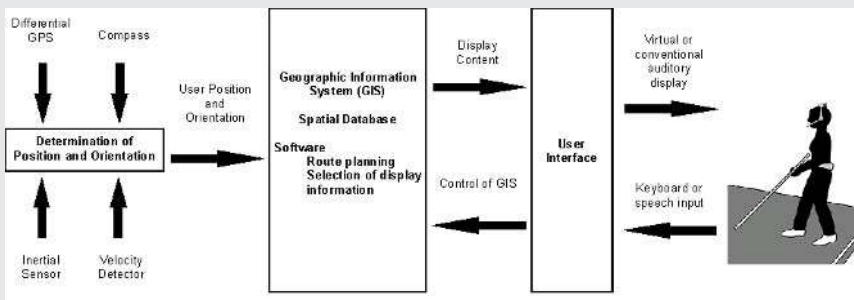 Differential
GPS
Compass
Determination of
Position and Orientation
Inertial
Sensor
Velocity
Detector
User Position
and
Orientation
Geographic Information
System (GIS)
Spatial Database
Software
Route planning
Selection of display
information
Display
Content
Control of GIS
User
Interface
Virtual or
conventional
auditory
display
Keyboard or
speech input